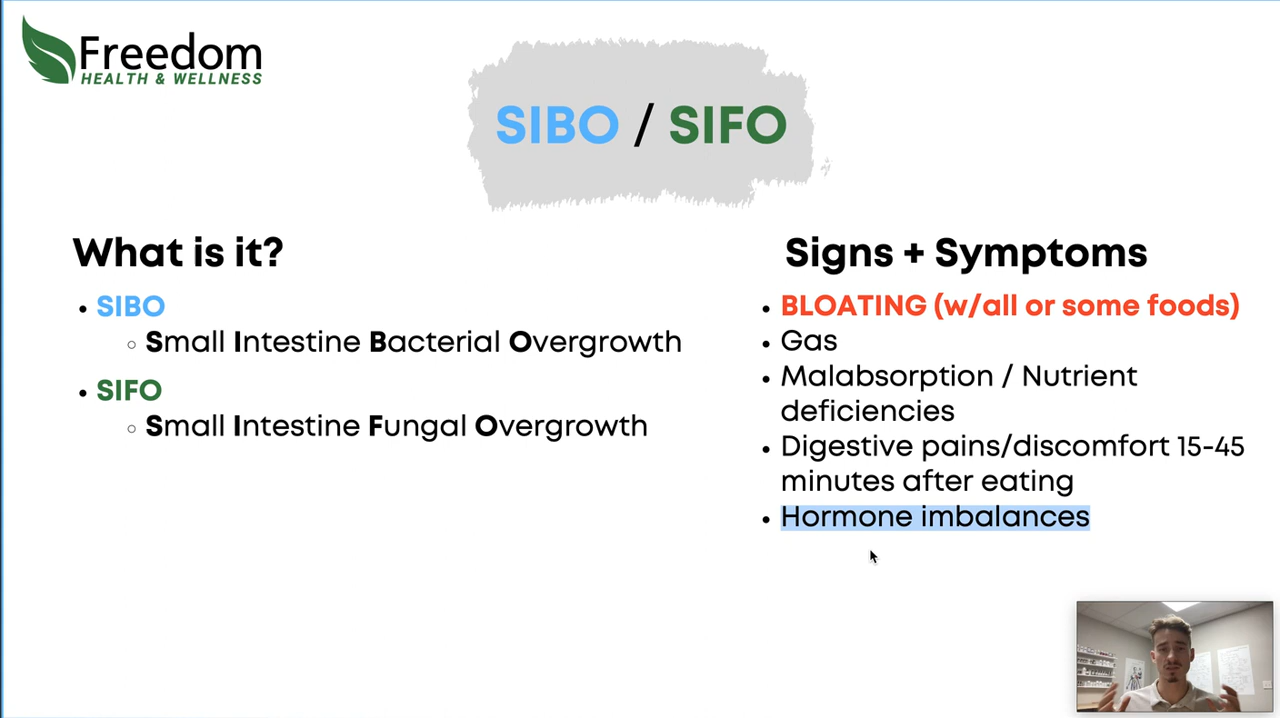 Freedom
HEALTH & WELLNESS
SIBO / SIFO
What is it?
SIBO
Small Intestine Bacterial Overgrowth
SIFO
Small Intestine Fungal Overgrowth
Signs + Symptoms
BLOATING (w/all or some foods)
Gas
Malabsorption / Nutrient
deficiencies
Digestive pains/discomfort 15-45
minutes after eating
Hormone imbalances